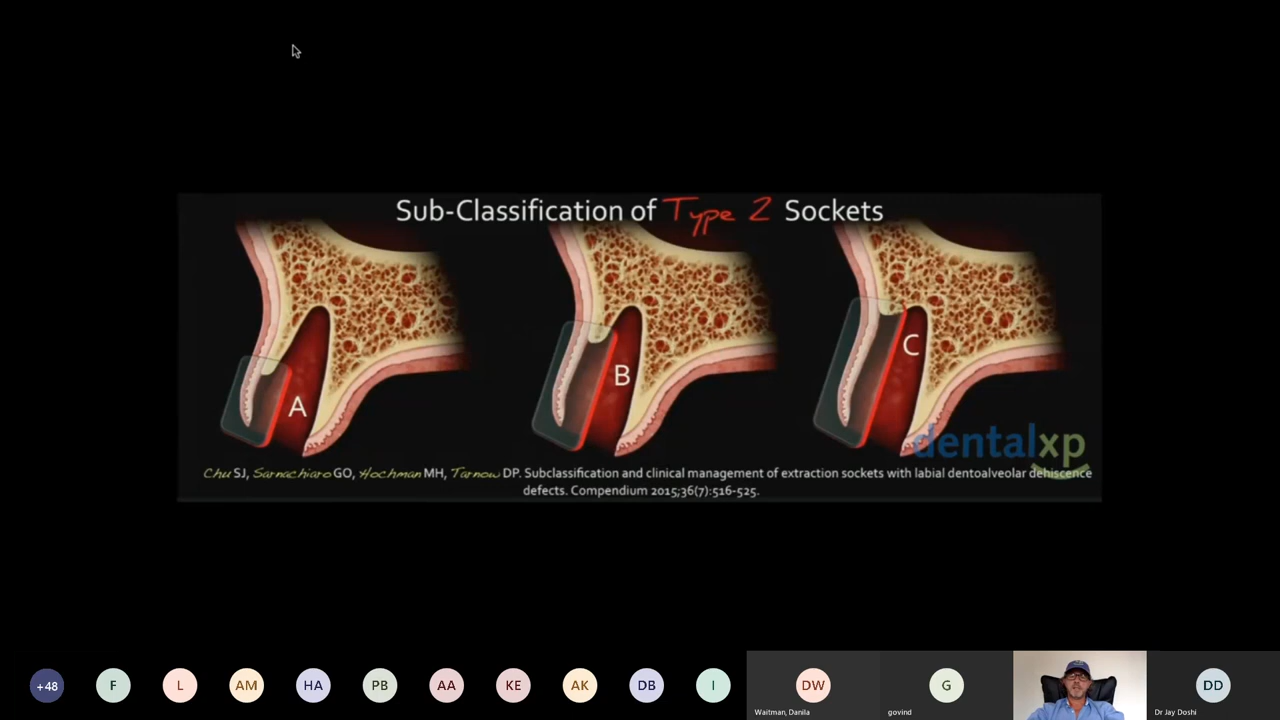 Sub-Classification of Type 2 Sockets
A
B
C
dentalxp
Chu SJ, Sarnachiaro GO, Hochman MH, Tarnow DP. Subclassification and clinical management of extraction sockets with labial dentoalveolar dehiscence
defects. Compendium 2015;36(7):516-525.
+48
F
L
AM
HA
PB
AA
KE
AK
DB
I
DW
G
DD
Waitman, Danila
govind
Dr Jay Doshi